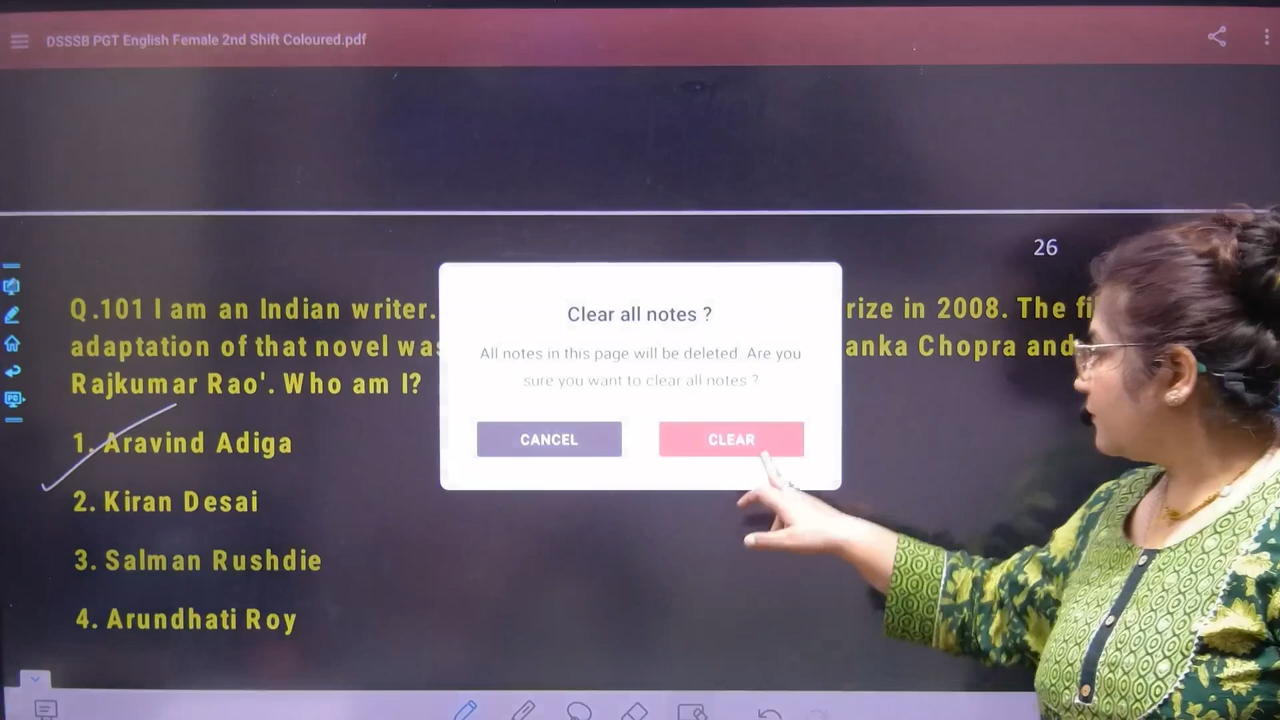 DSSSB PGT English Female 2nd Shift Coloured.pdf
26
Q.101 I am an Indian writer. rize in 2008. The fi
adaptation of that novel was anka Chopra and
Rajkumar Rao'. Who am I?
1. Aravind Adiga
2. Kiran Desai
3. Salman Rushdie
4. Arundhati Roy
Clear all notes ?
All notes in this page will be deleted. Are you
sure you want to clear all notes ?
CANCEL CLEAR